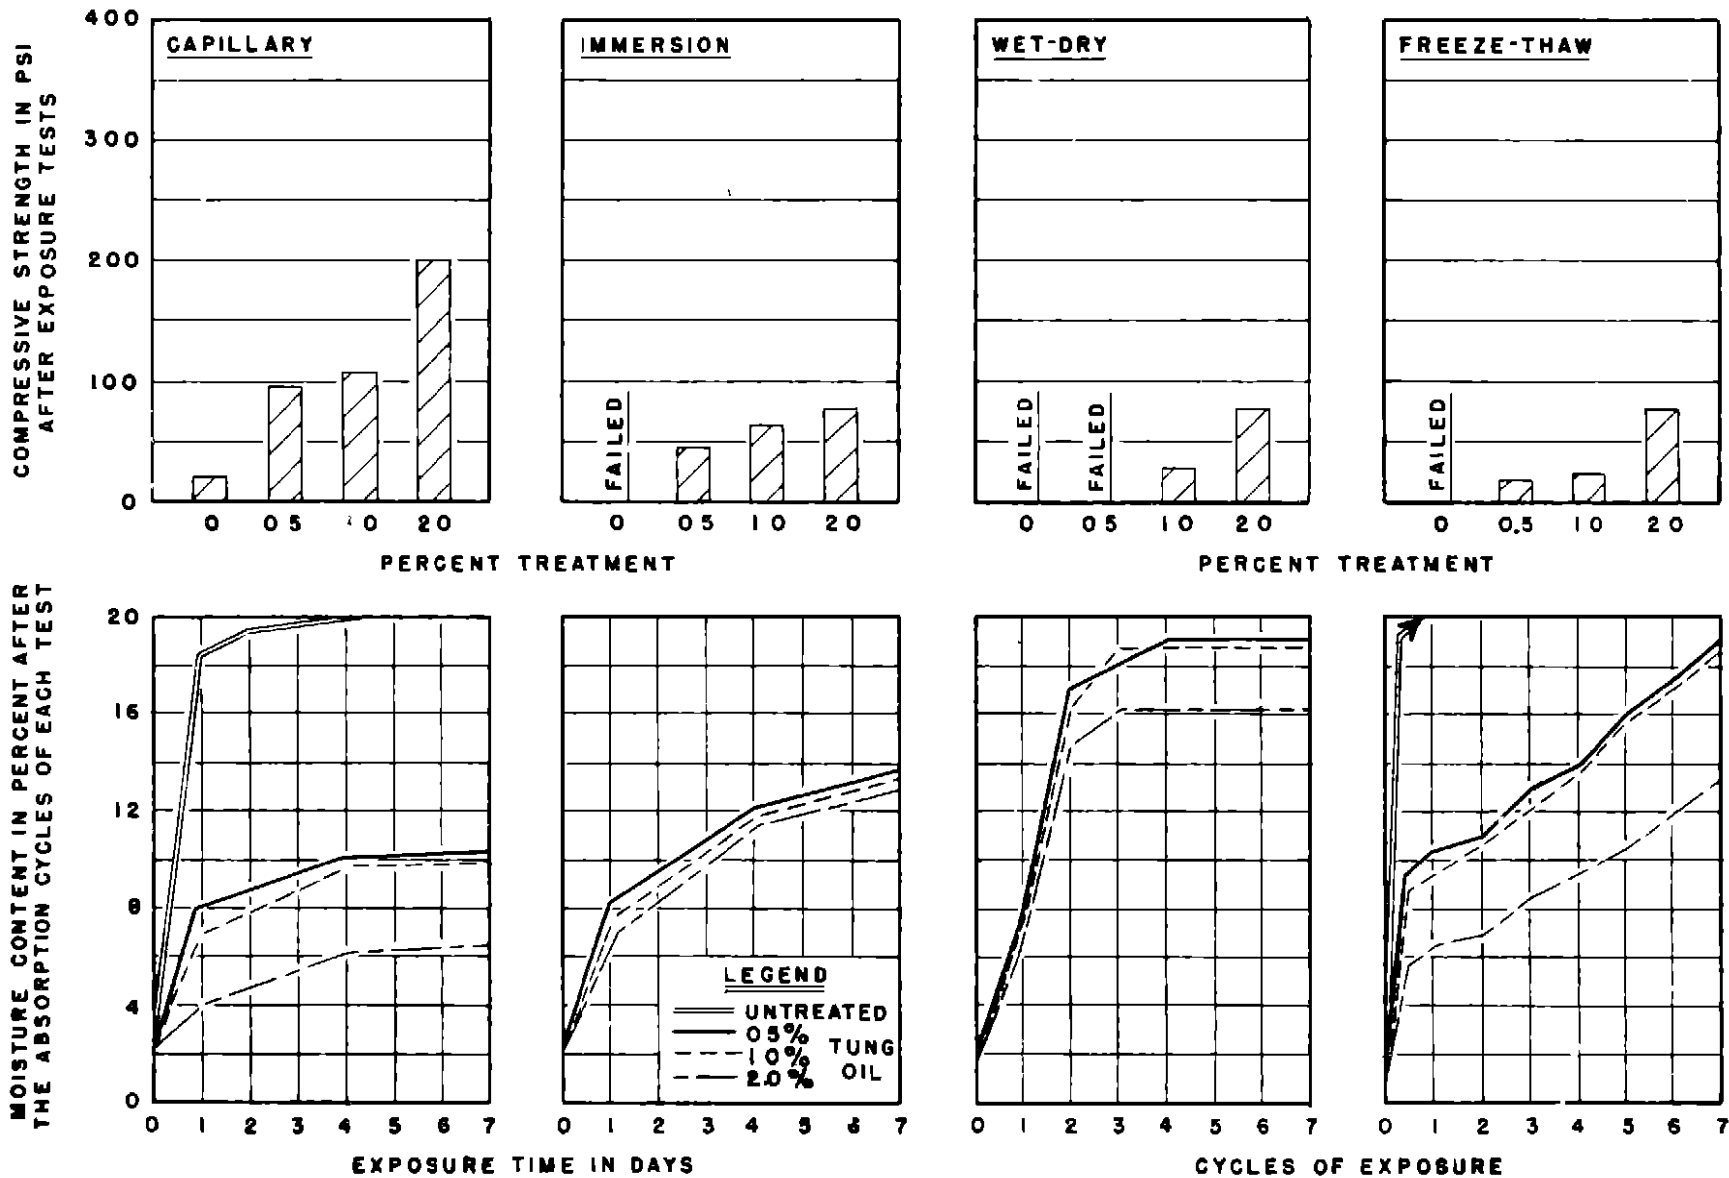 COMPRESSIVE STRENGTH IN PSI
AFTER EXPOSURE TESTS
400
300
200
100
0
CAPILLARY
0 0 5 1 0 2 0
IMMERSION
FAILED
0 0 5 1 0 2 0
PERCENT TREATMENT
WET-DRY
FAILED
FAILED
0 0 5 1 0 2 0
FREEZE-THAW
FAILED
0 0.5 1 0 2 0
PERCENT TREATMENT
MOISTURE CONTENT IN PERCENT AFTER
THE ABSORPTION CYCLES OF EACH TEST
20
16
12
8
4
0
0 1 2 3 4 5 6 7
LEGEND
UNTREATED
0 5%
1 0%
2.0%
TUNG
OIL
0 1 2 3 4 5 6 7
EXPOSURE TIME IN DAYS
0 1 2 3 4 5 6 7
0 1 2 3 4 5 6 7
CYCLES OF EXPOSURE